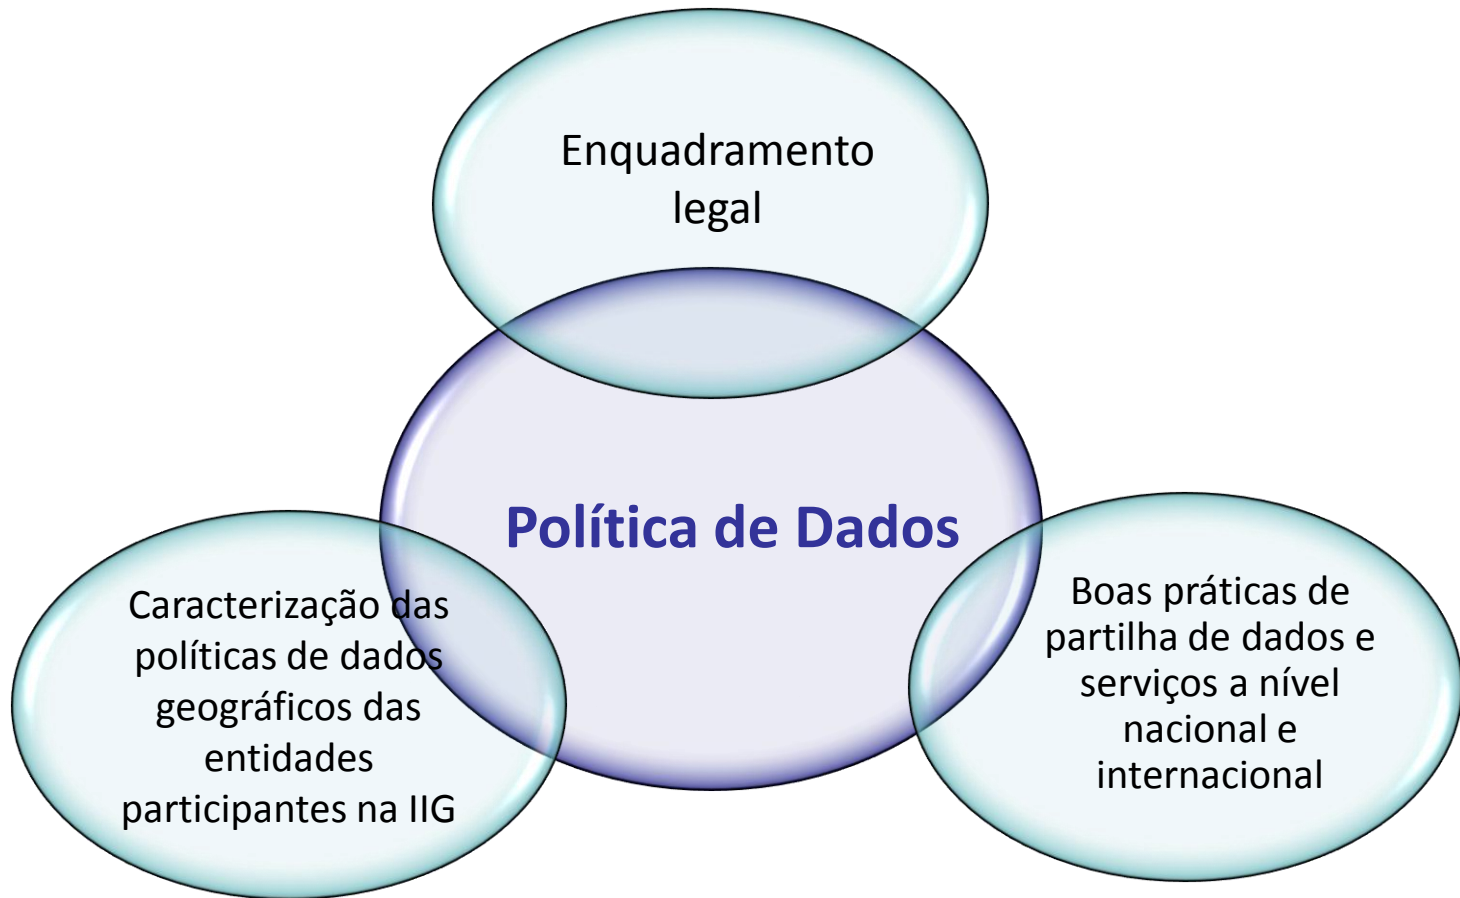 Enquadramento
legal
Política de Dados
Caracterização das
políticas de dados
geográficos das
entidades
participantes na IIG
Boas práticas de
partilha de dados e
serviços a nível
nacional e
internacional